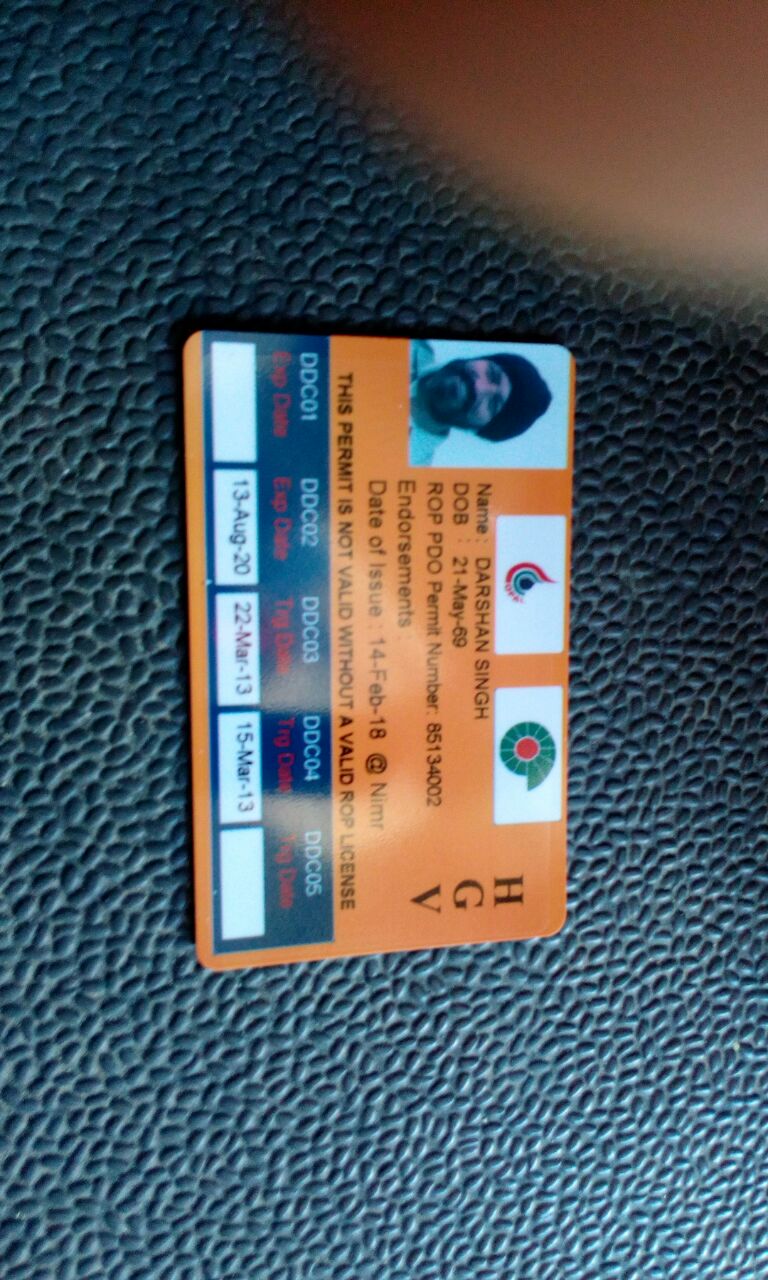 H
G
V
Name : DARSHAN SINGH
DOB : 21-May-69
ROP PDO Permit Number: 85134002
Endorsements :
Date of Issue : 14-Feb-18 @ Nimr
THIS PERMIT IS NOT VALID WITHOUT A VALID ROP LICENSE
DDC01 DDC02 DDC03 DDC04 DDC05
Exp Date Exp Date Trg Date Trg Date Trg Date
13-Aug-20 22-Mar-13 15-Mar-13